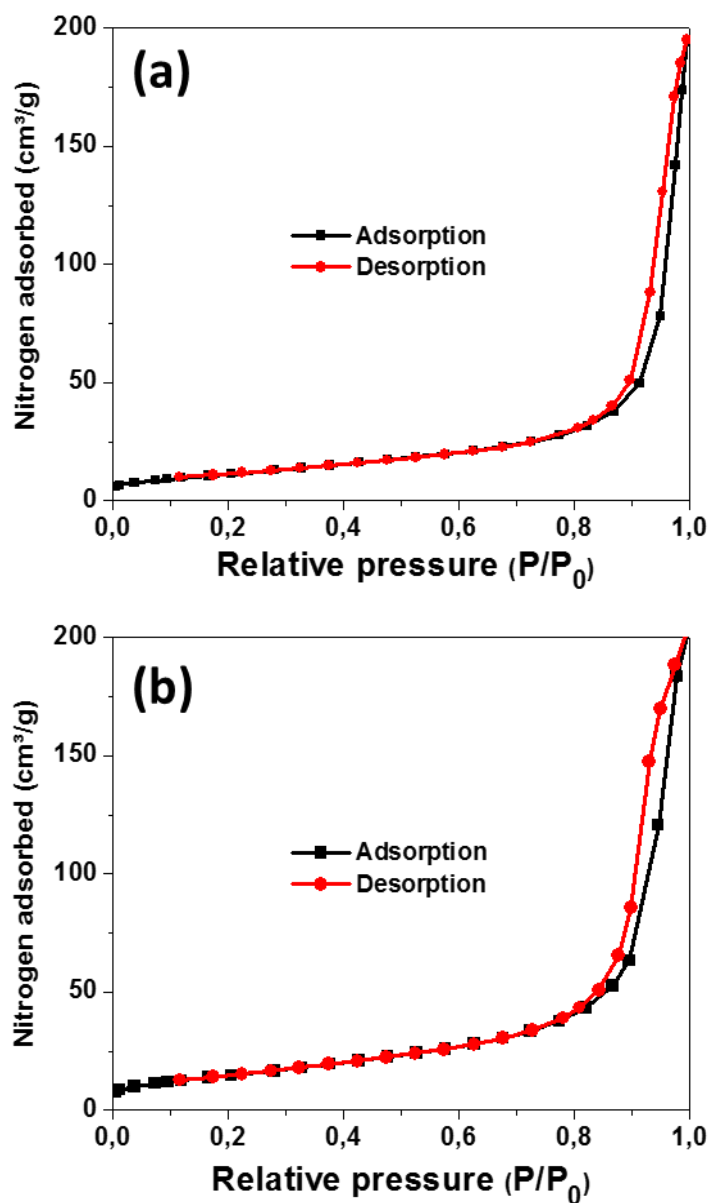 (a)
Nitrogen adsorbed (cm³/g)
200
150
100
50
0
Adsorption
Desorption
0,0 0,2 0,4 0,6 0,8 1,0
Relative pressure (P/P₀)
(b)
Nitrogen adsorbed (cm³/g)
200
150
100
50
0
Adsorption
Desorption
0,0 0,2 0,4 0,6 0,8 1,0
Relative pressure (P/P₀)